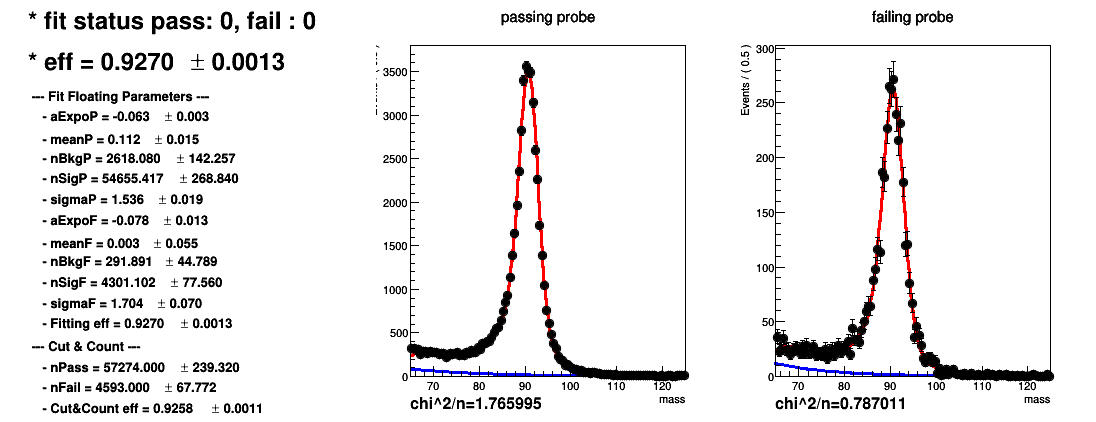 * fit status pass: 0, fail : 0
* eff = 0.9270 ± 0.0013
--- Fit Floating Parameters ---
- aExpoP = -0.063 ± 0.003
- meanP = 0.112 ± 0.015
- nBkgP = 2618.080 ± 142.257
- nSigP = 54655.417 ± 268.840
- sigmaP = 1.536 ± 0.019
- aExpoF = -0.078 ± 0.013
- meanF = 0.003 ± 0.055
- nBkgF = 291.891 ± 44.789
- nSigF = 4301.102 ± 77.560
- sigmaF = 1.704 ± 0.070
- Fitting eff = 0.9270 ± 0.0013
--- Cut & Count ---
- nPass = 57274.000 ± 239.320
- nFail = 4593.000 ± 67.772
- Cut&Count eff = 0.9258 ± 0.0011
passing probe
3500
3000
2500
2000
1500
1000
500
0
70 80 90 100 110 120
mass
chi^2/n=1.765995
failing probe
Events / ( 0.5 )
300
250
200
150
100
50
0
70 80 90 100 110 120
mass
chi^2/n=0.787011